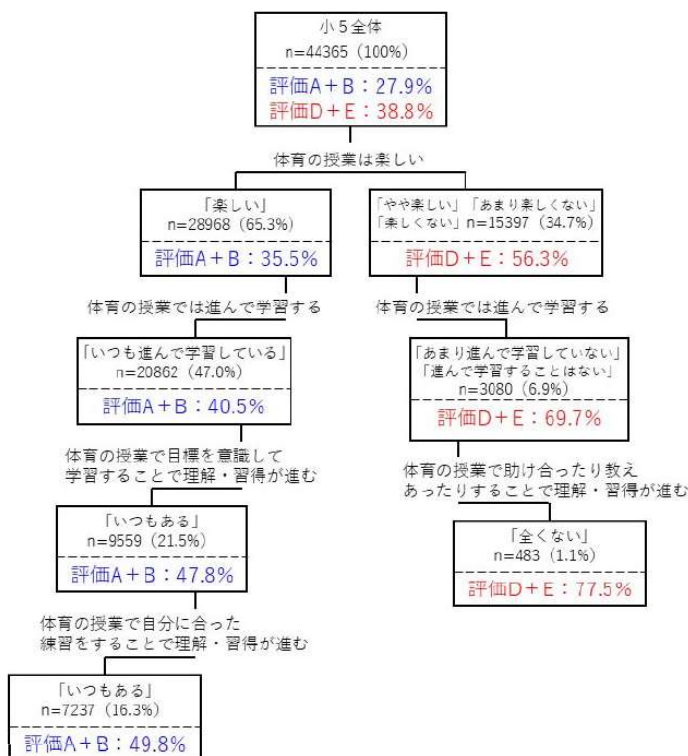 小5全体
n=44365 (100%)
評価A+B:27.9%
評価D+E:38.8%
体育の授業は楽しい
「楽しい」
n=28968 (65.3%)
評価A+B:35.5%
「やや楽しい」「あまり楽しくない」
「楽しくない」n=15397 (34.7%)
評価D+E:56.3%
体育の授業では進んで学習する
「いつも進んで学習している」
n=20862 (47.0%)
評価A+B:40.5%
体育の授業では進んで学習する
「あまり進んで学習していない」
「進んで学習することはない」
n=3080 (6.9%)
評価D+E:69.7%
体育の授業で目標を意識して
学習することで理解・習得が進む
「いつもある」
n=9559 (21.5%)
評価A+B:47.8%
体育の授業で助け合ったり教え
あったりすることで理解・習得が進む
「全くない」
n=483 (1.1%)
評価D+E:77.5%
体育の授業で自分に合った
練習をすることで理解・習得が進む
「いつもある」
n=7237 (16.3%)
評価A+B:49.8%